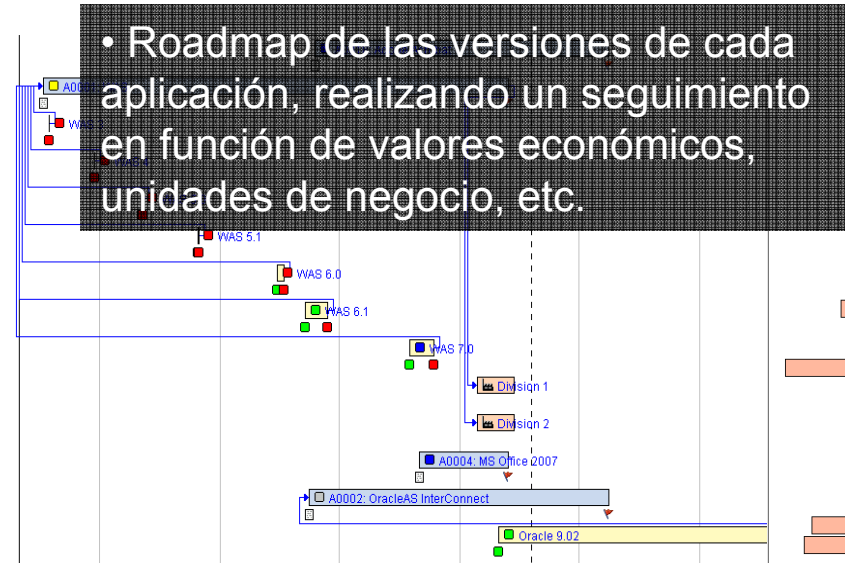 • Roadmap de las versiones de cada
aplicación, realizando un seguimiento
en función de valores económicos,
unidades de negocio, etc.
WAS 5.1
WAS 6.0
WAS 6.1
WAS 7.0
Division 1
Division 2
A0004: MS Office 2007
A0002: OracleAS InterConnect
Oracle 9.02